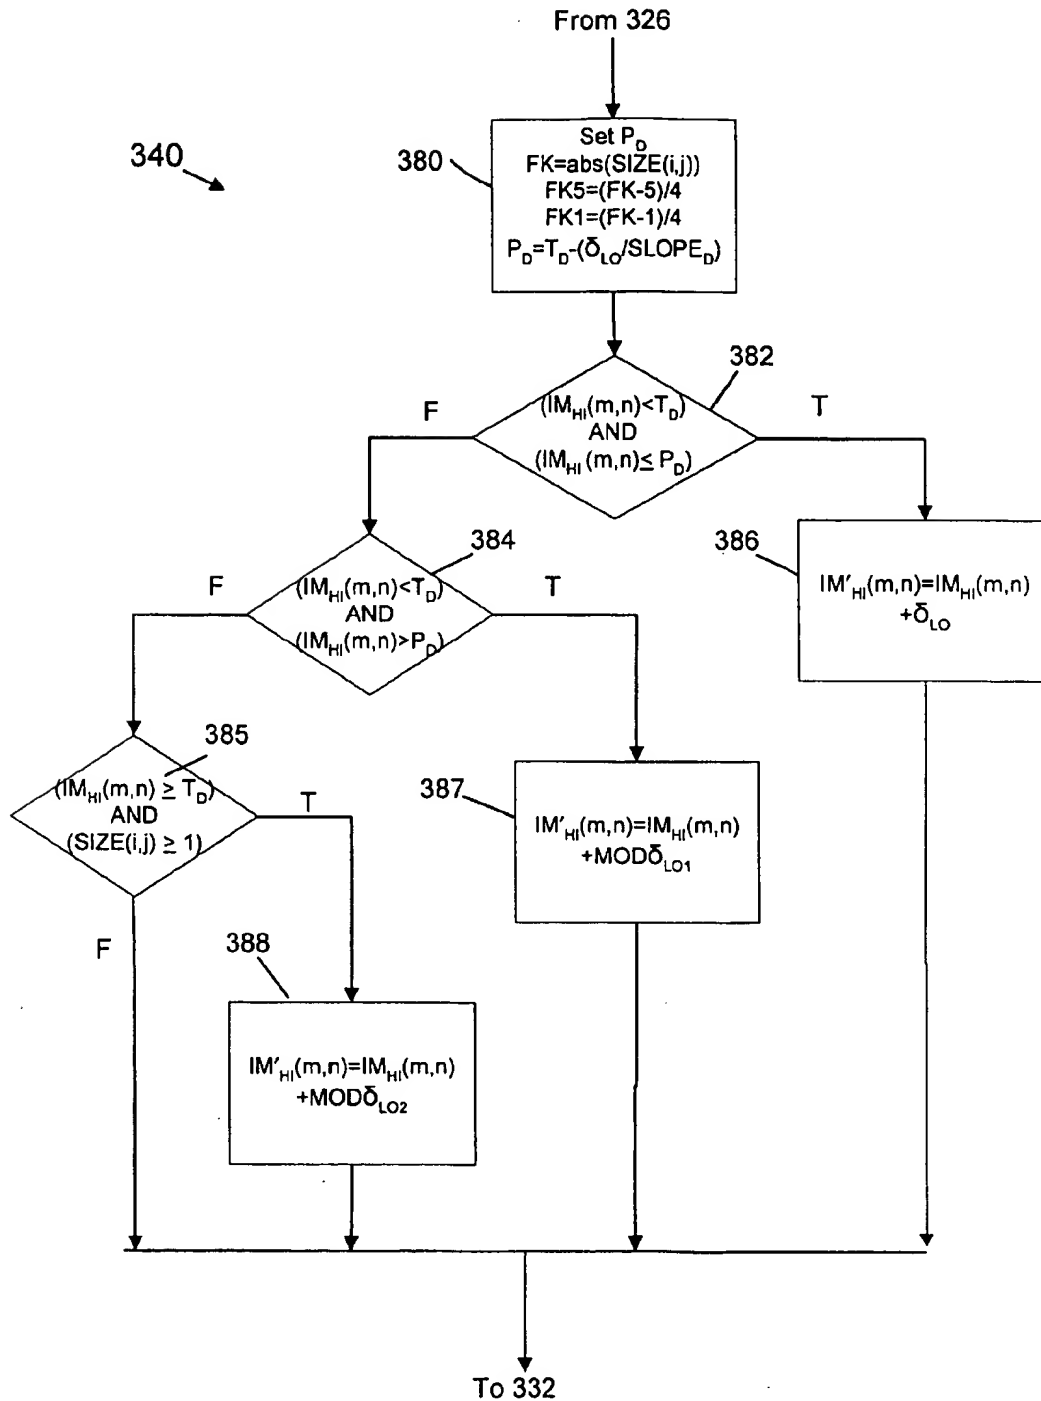 From 326
340
380
Set P_D
FK=abs(SIZE(i,j))
FK5=(FK-5)/4
FK1=(FK-1)/4
P_D=T_D-(δ_LO/SLOPE_D)
382
F
T
(IM_HI(m,n)<T_D)
AND
(IM_HI(m,n)≤ P_D)
384
386
F
T
(IM_HI(m,n)<T_D)
AND
(IM_HI(m,n)>P_D)
IM′_HI(m,n)=IM_HI(m,n)
+δ_LO
385
(IM_HI(m,n) ≥ T_D)
AND
(SIZE(i,j) ≥ 1)
T
F
387
IM′_HI(m,n)=IM_HI(m,n)
+MODδ_LO1
388
IM′_HI(m,n)=IM_HI(m,n)
+MODδ_LO2
To 332